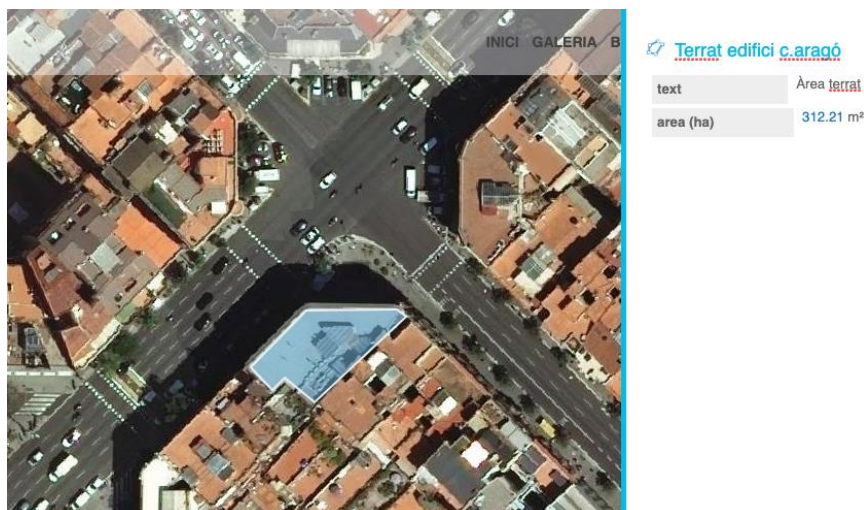 INICI GALERIA B
Terrat edifici c.aragó
text Àrea terrat
area (ha) 312.21 m²